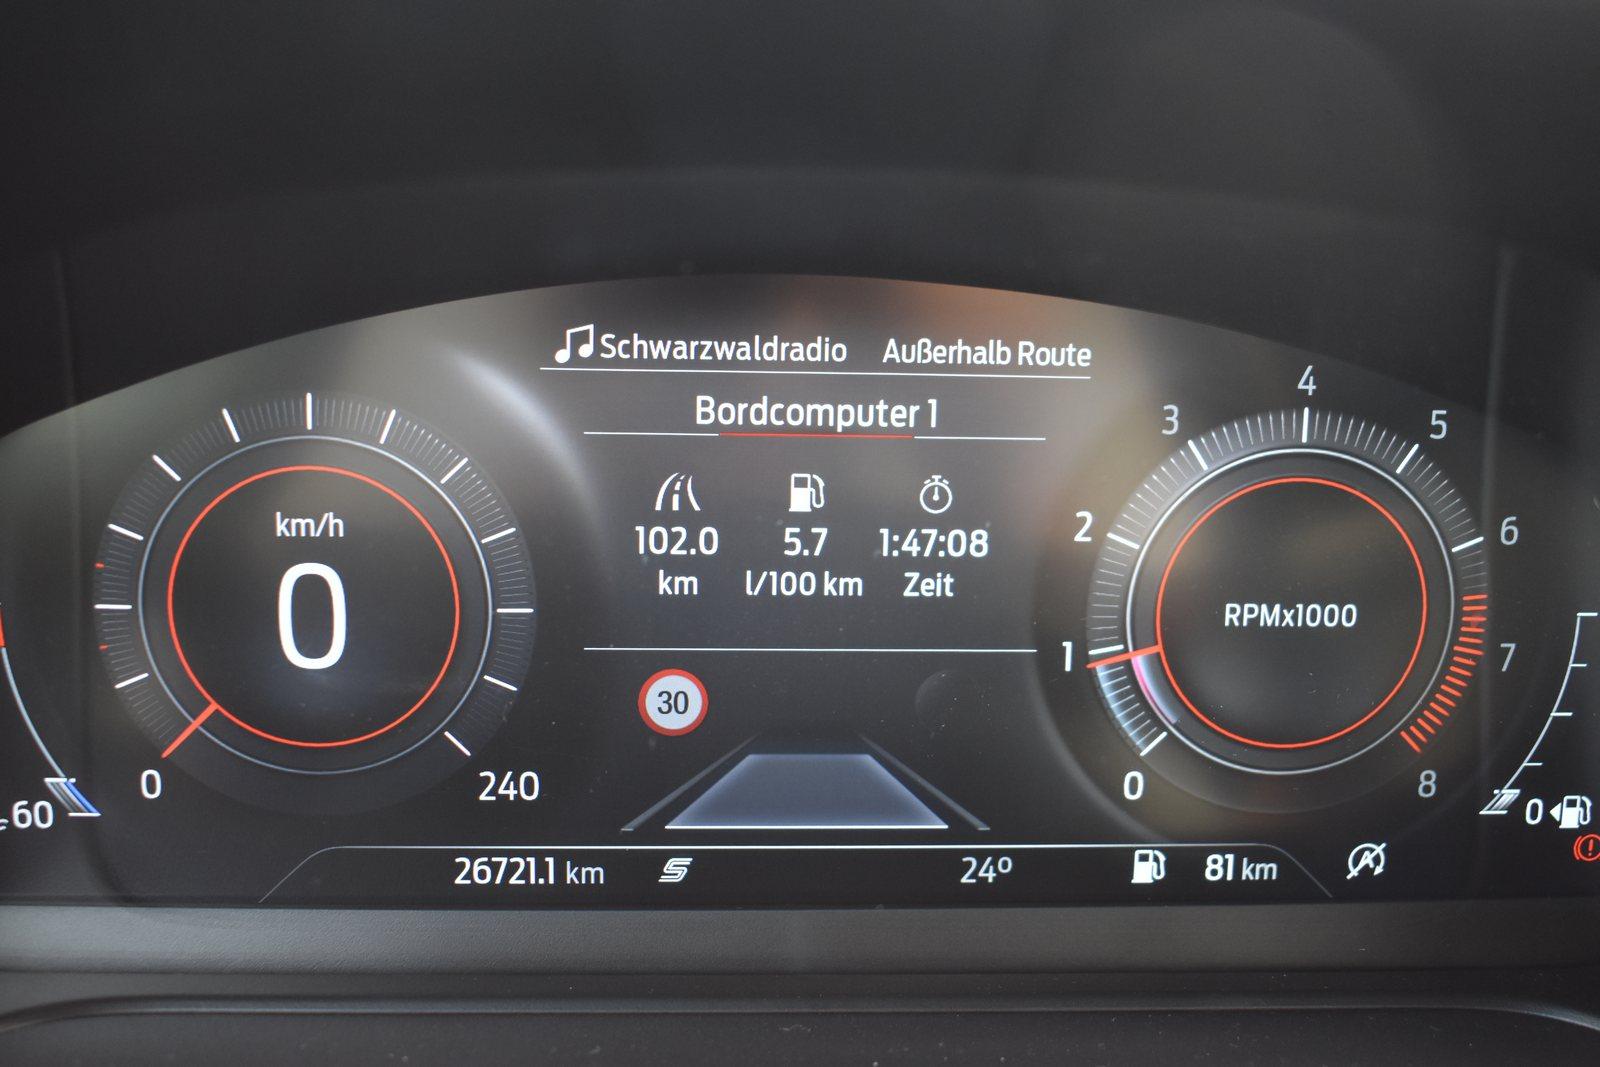 Schwarzwaldradio Außerhalb Route
Bordcomputer 1
102.0 5.7 1:47:08
km l/100 km Zeit
km/h
0
0 240
60
30
RPMx1000
0 1 2 3 4 5 6 7 8
0
26721.1 km S 24° 81 km